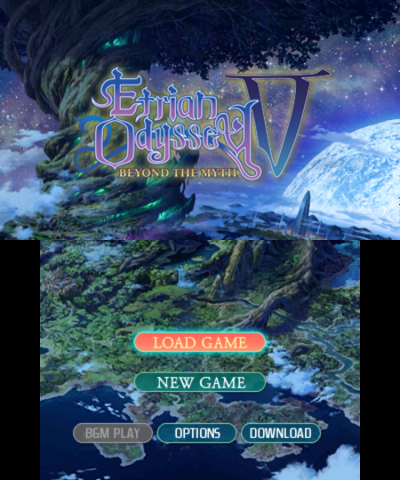 Etrian
Odyssey V
BEYOND THE MYTH
LOAD GAME
NEW GAME
BGM PLAY
OPTIONS
DOWNLOAD